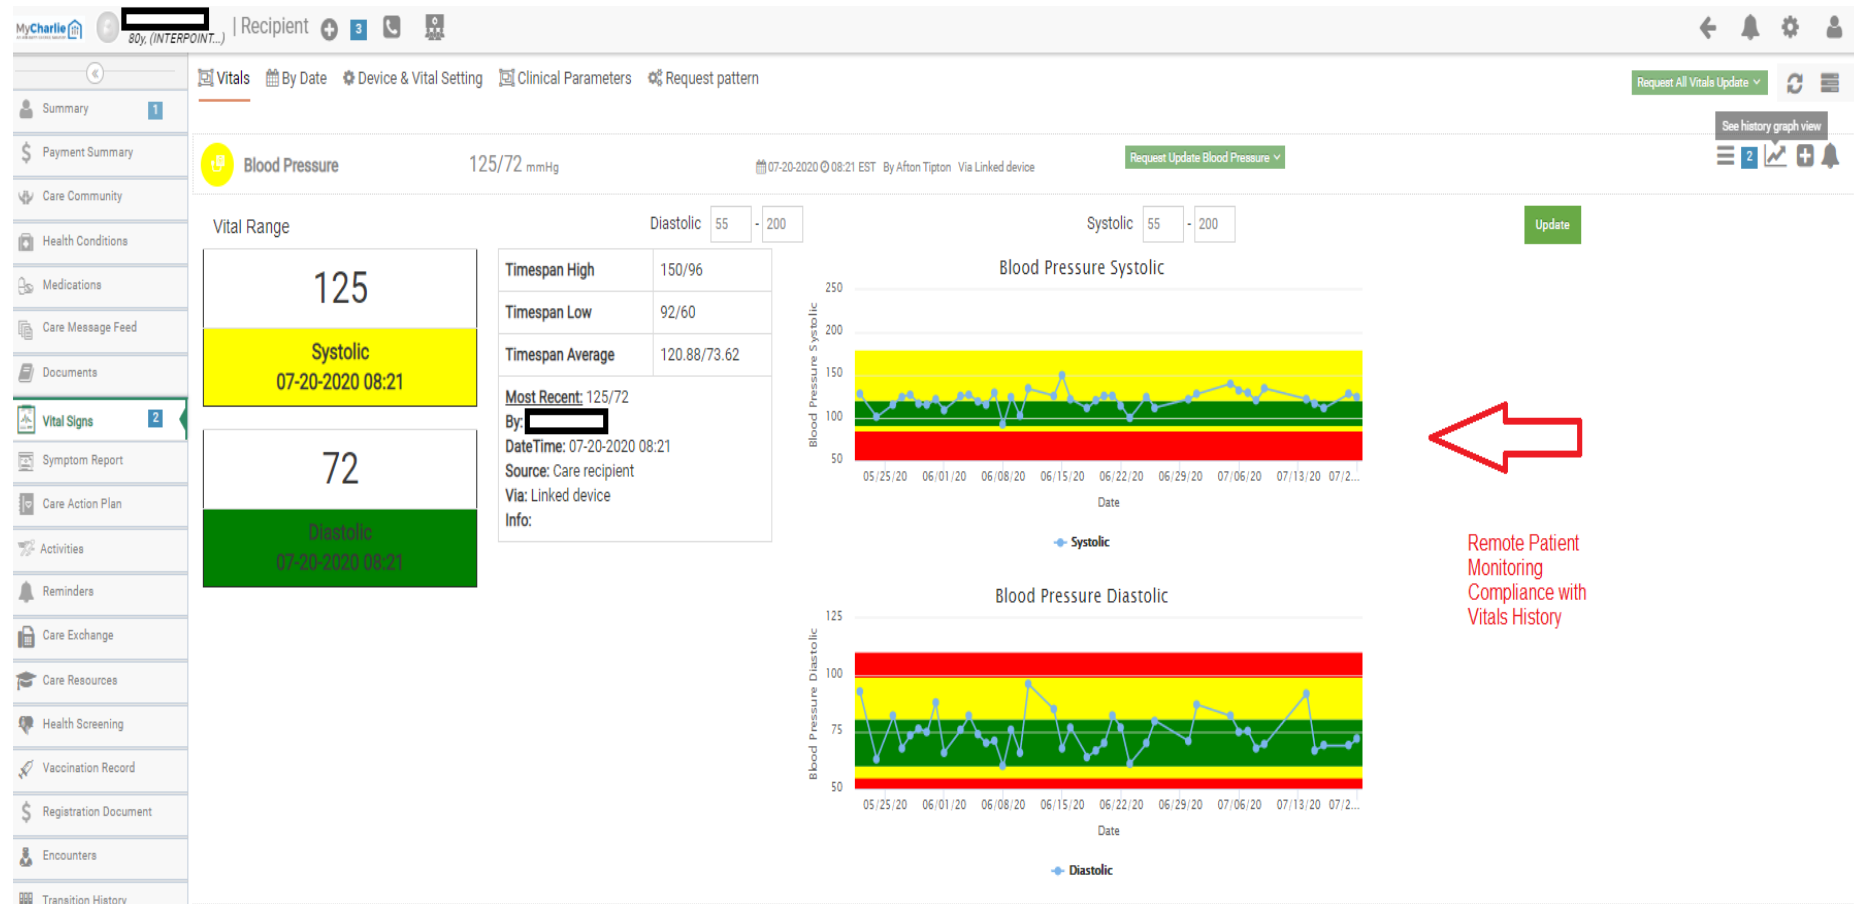 MyCharlie
80y, (INTERPOINT...)
| Recipient
3
Vitals
By Date
Device & Vital Setting
Clinical Parameters
Request pattern
Request All Vitals Update
See history graph view
Summary
1
Payment Summary
Care Community
Health Conditions
Medications
Care Message Feed
Documents
Vital Signs
2
Symptom Report
Care Action Plan
Activities
Reminders
Care Exchange
Care Resources
Health Screening
Vaccination Record
Registration Document
Encounters
Transition History
Blood Pressure
125/72 mmHg
07-20-2020 08:21 EST By Afton Tipton Via Linked device
Request Update Blood Pressure
2
Vital Range
Diastolic 55 - 200
Systolic 55 - 200
Update
125
Systolic
07-20-2020 08:21
72
Diastolic
07-20-2020 08:21
Timespan High 150/96
Timespan Low 92/60
Timespan Average 120.88/73.62
Most Recent: 125/72
By:
DateTime: 07-20-2020 08:21
Source: Care recipient
Via: Linked device
Info:
Blood Pressure Systolic
Blood Pressure Systolic
250
200
150
100
50
05/25/20 06/01/20 06/08/20 06/15/20 06/22/20 06/29/20 07/06/20 07/13/20 07/2...
Date
Systolic
Blood Pressure Diastolic
Blood Pressure Diastolic
125
100
75
50
05/25/20 06/01/20 06/08/20 06/15/20 06/22/20 06/29/20 07/06/20 07/13/20 07/2...
Date
Diastolic
Remote Patient
Monitoring
Compliance with
Vitals History